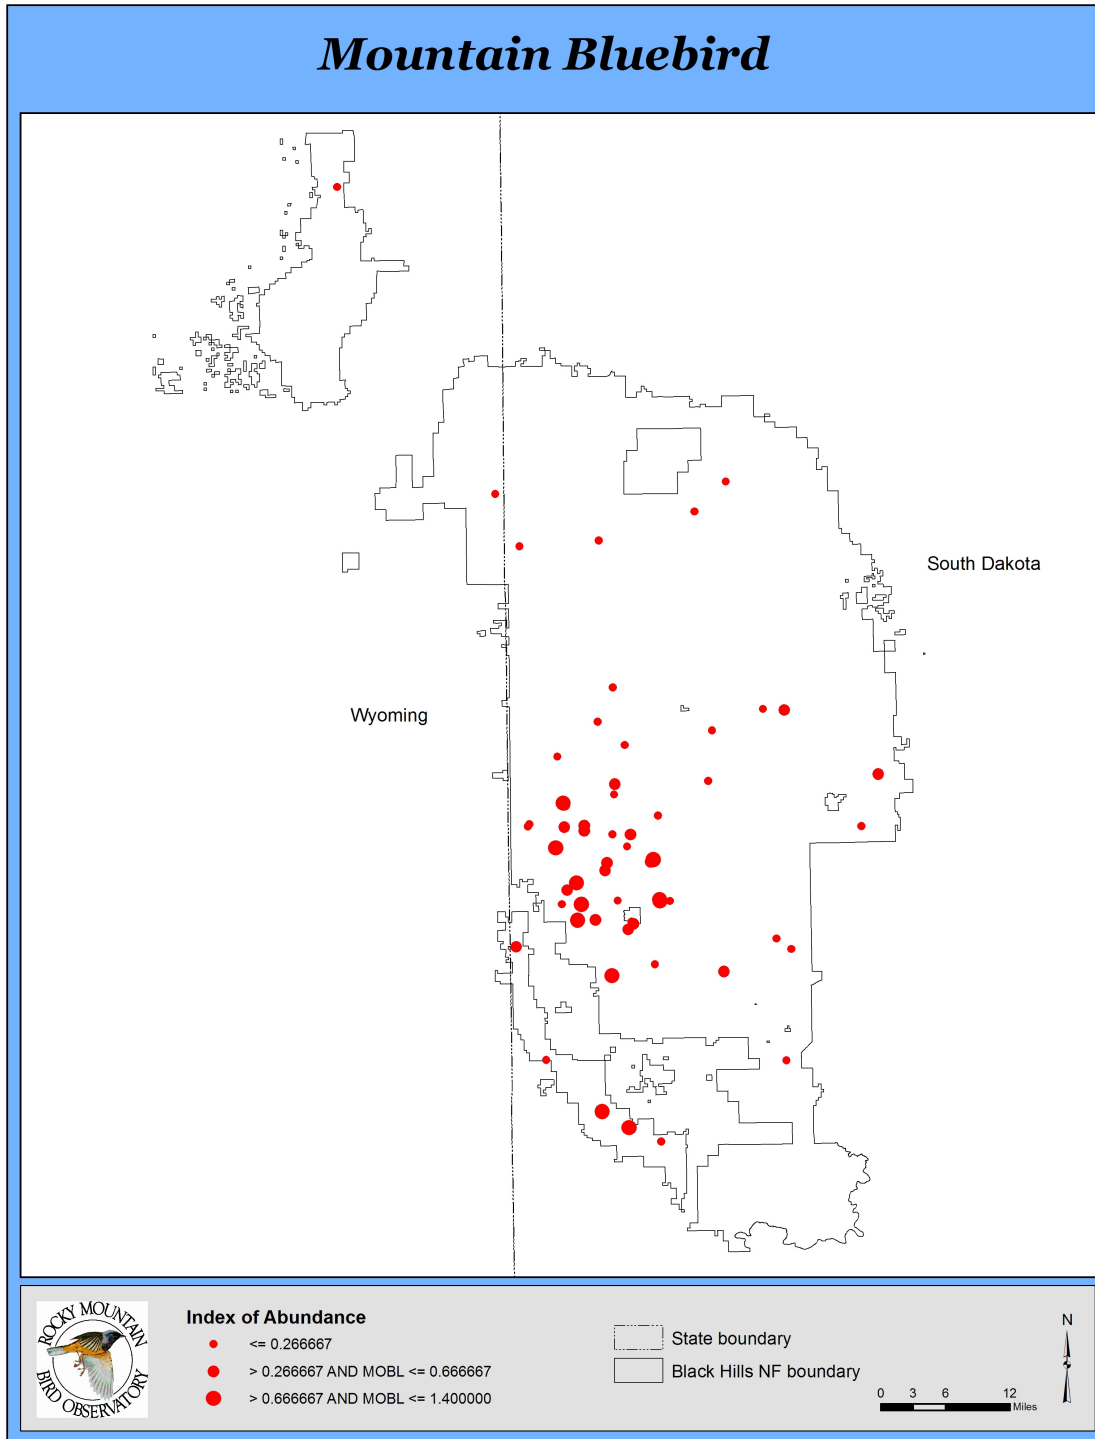 Mountain Bluebird
South Dakota
Wyoming
ROCKY MOUNTAIN
BIRD OBSERVATORY
Index of Abundance
<= 0.266667
> 0.266667 AND MOBL <= 0.666667
> 0.666667 AND MOBL <= 1.400000
State boundary
Black Hills NF boundary
N
0 3 6 12
Miles